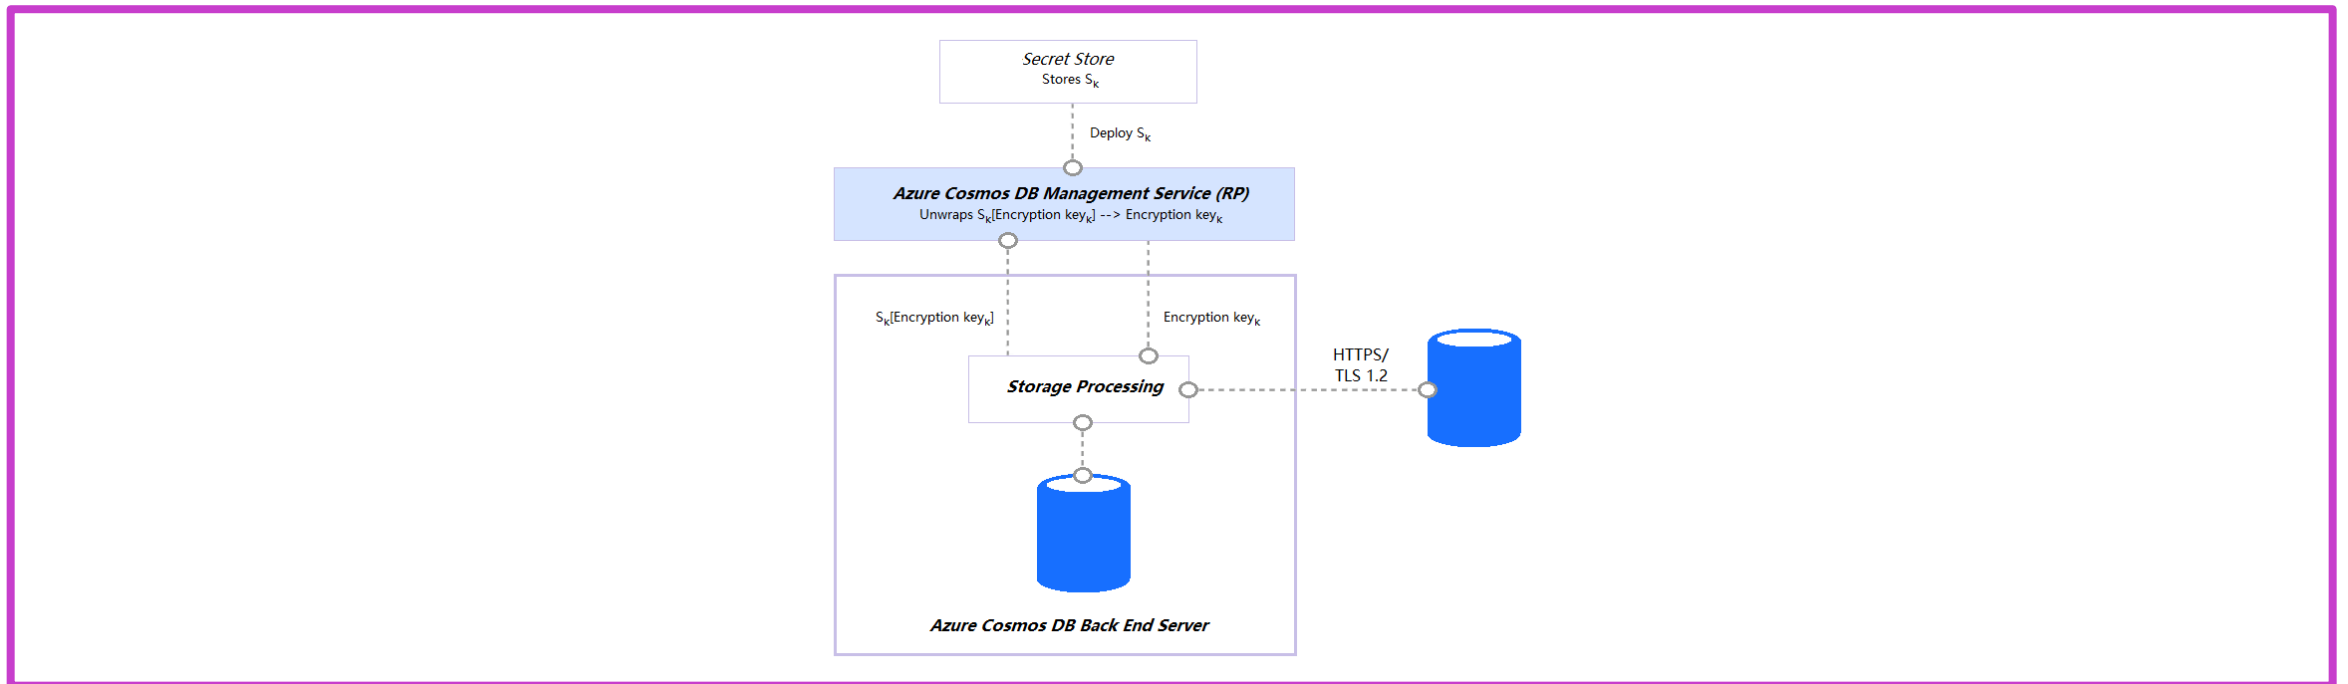 Secret Store
Stores Sₖ
Deploy Sₖ
Azure Cosmos DB Management Service (RP)
Unwraps Sₖ[Encryption keyₖ] --> Encryption keyₖ
Sₖ[Encryption keyₖ]
Encryption keyₖ
HTTPS/
TLS 1.2
Storage Processing
Azure Cosmos DB Back End Server